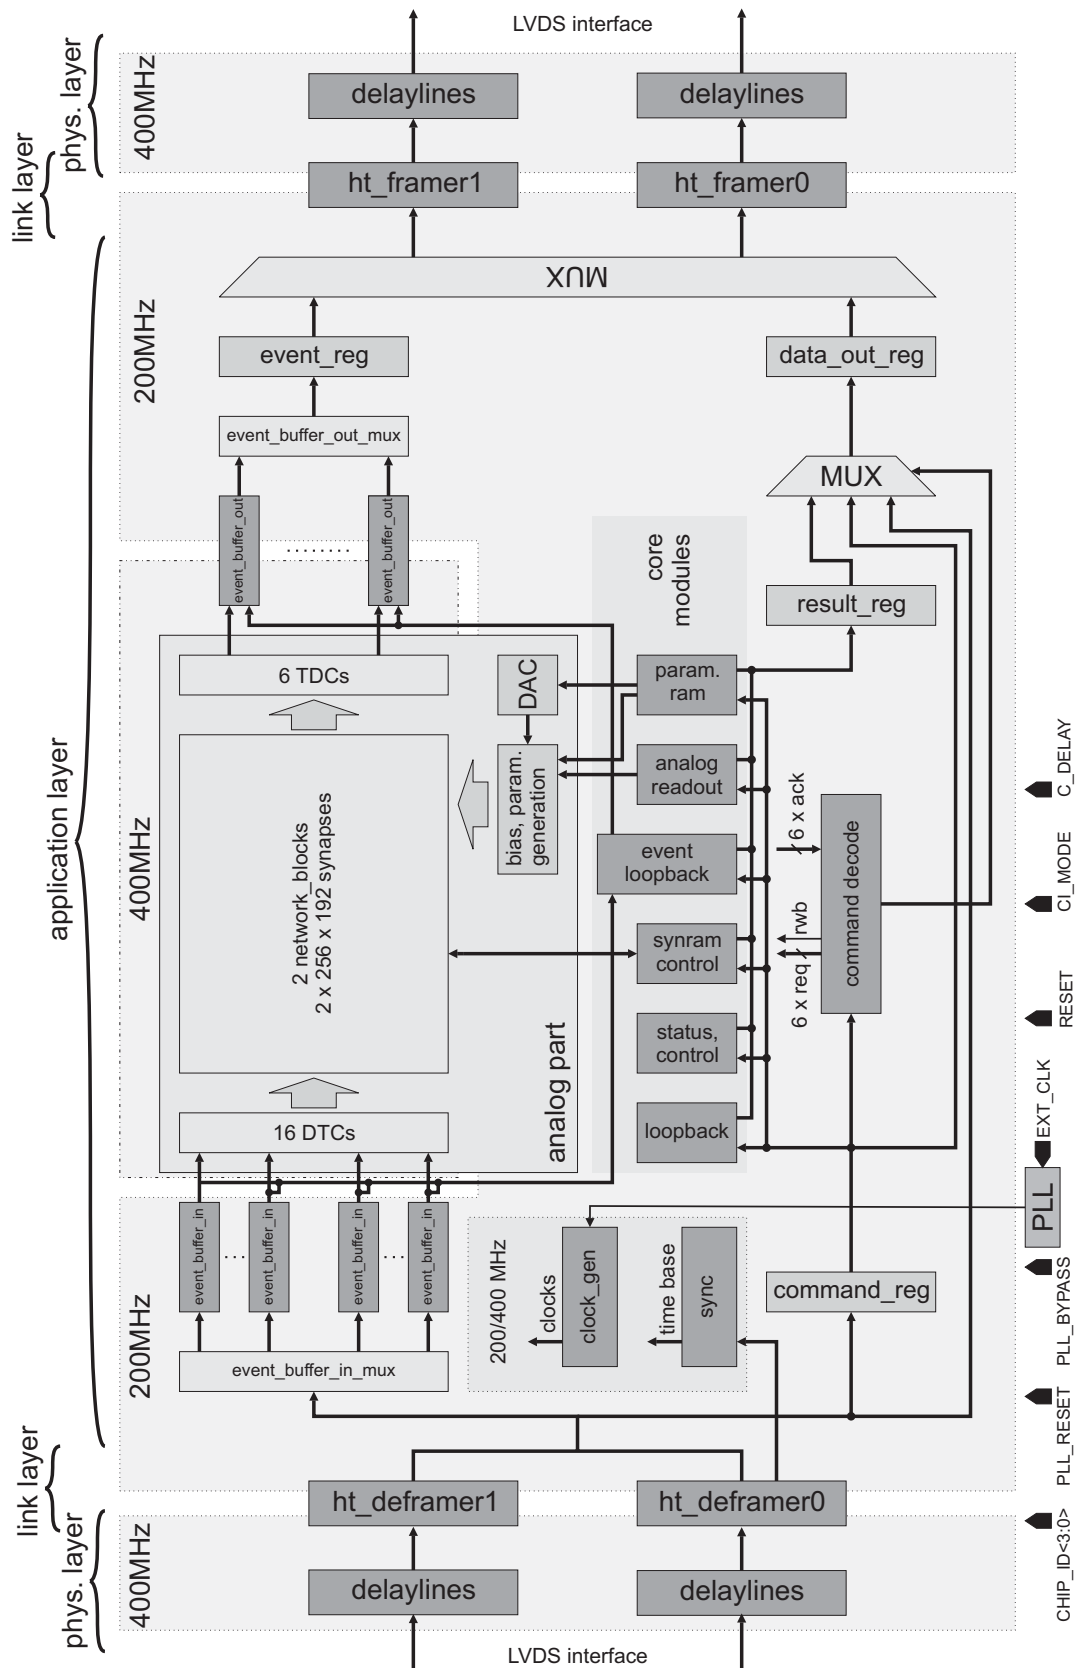 LVDS interface
phys. layer
400MHz
delaylines
delaylines
link layer
ht_framer1
ht_framer0
application layer
200MHz
MUX
event_reg
data_out_reg
event_buffer_out_mux
MUX
event_buffer_out
........
event_buffer_out
core
modules
result_reg
400MHz
6 TDCs
DAC
param.
ram
2 network_blocks
2 x 256 x 192 synapses
bias, param.
generation
analog
readout
event
loopback
6 x ack
synram
control
6 x req
rwb
command decode
status,
control
analog part
16 DTCs
loopback
C_DELAY
CI_MODE
RESET
EXT_CLK
PLL
200MHz
event_buffer_in
....
event_buffer_in
event_buffer_in
....
event_buffer_in
200/400 MHz
clocks
clock_gen
time base
sync
command_reg
PLL_BYPASS
event_buffer_in_mux
PLL_RESET
link layer
ht_deframer1
ht_deframer0
CHIP_ID<3:0>
phys. layer
400MHz
delaylines
delaylines
LVDS interface